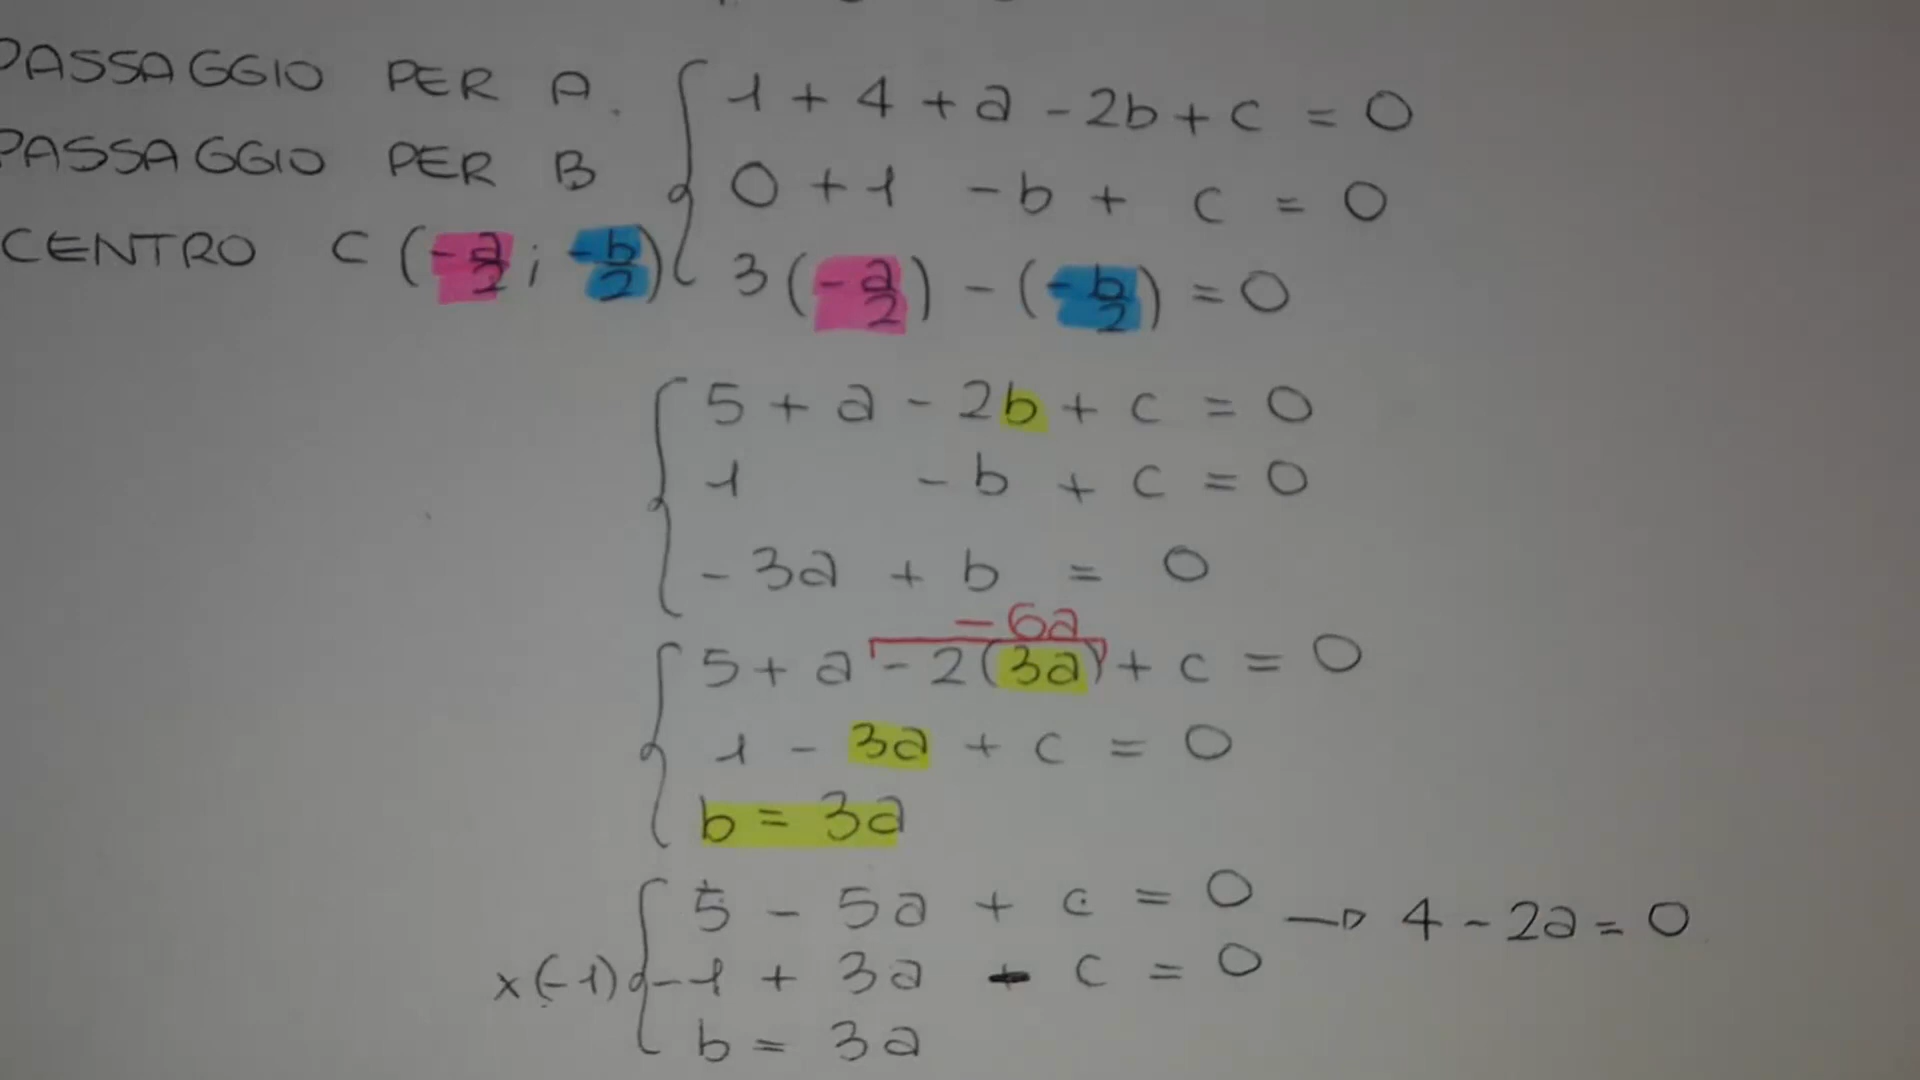 PASSAGGIO PER A. { 1 + 4 + a - 2b + c = 0
PASSAGGIO PER B { 0 + 1 - b + c = 0
CENTRO C (-a/2 ; -b/2) { 3(-a/2) - (-b/2) = 0
5 + a - 2b + c = 0
1 - b + c = 0
- 3a + b = 0
- 6a
5 + a - 2(3a) + c = 0
1 - 3a + c = 0
b = 3a
5 - 5a + c = 0 → 4 - 2a = 0
x(-1) { -1 + 3a - c = 0
b = 3a